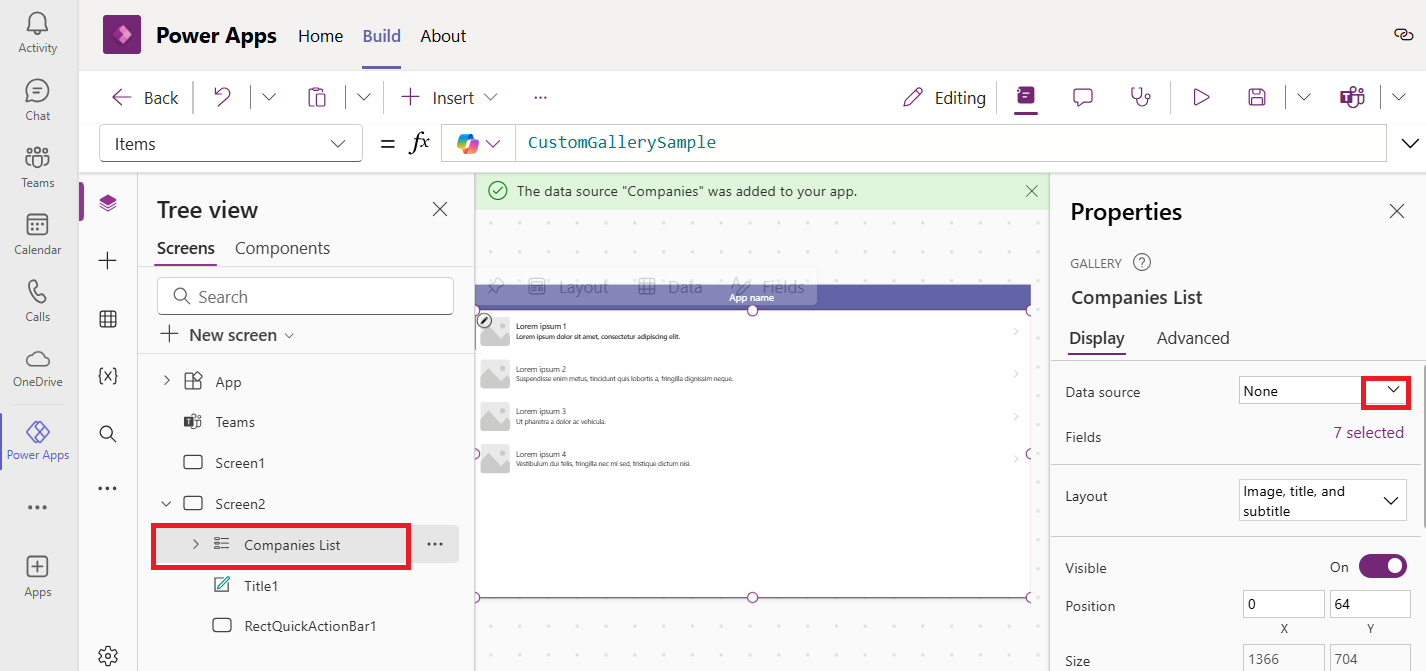 Activity
Chat
Teams
Calendar
Calls
OneDrive
Power Apps
Apps
Power Apps Home Build About
Back Insert Editing
Items = fx CustomGallerySample
Tree view
Screens Components
Search
New screen
App
Teams
Screen1
Screen2
Companies List
Title1
RectQuickActionBar1
The data source "Companies" was added to your app.
Layout Data Fields
App name
Lorem ipsum 1
Lorem ipsum dolor sit amet, consectetur adipiscing elit.
Lorem ipsum 2
Suspendisse enim metus, tincidunt quis lobortis a, fringilla dignissim neque.
Lorem ipsum 3
Ut pharetra a dolor ac vehicula.
Lorem ipsum 4
Vestibulum dui felis, fringilla nec mi sed, tristique dictum nisi.
Properties
GALLERY
Companies List
Display Advanced
Data source None
Fields 7 selected
Layout Image, title, and
subtitle
Visible On
Position 0 64
X Y
Size 1366 704